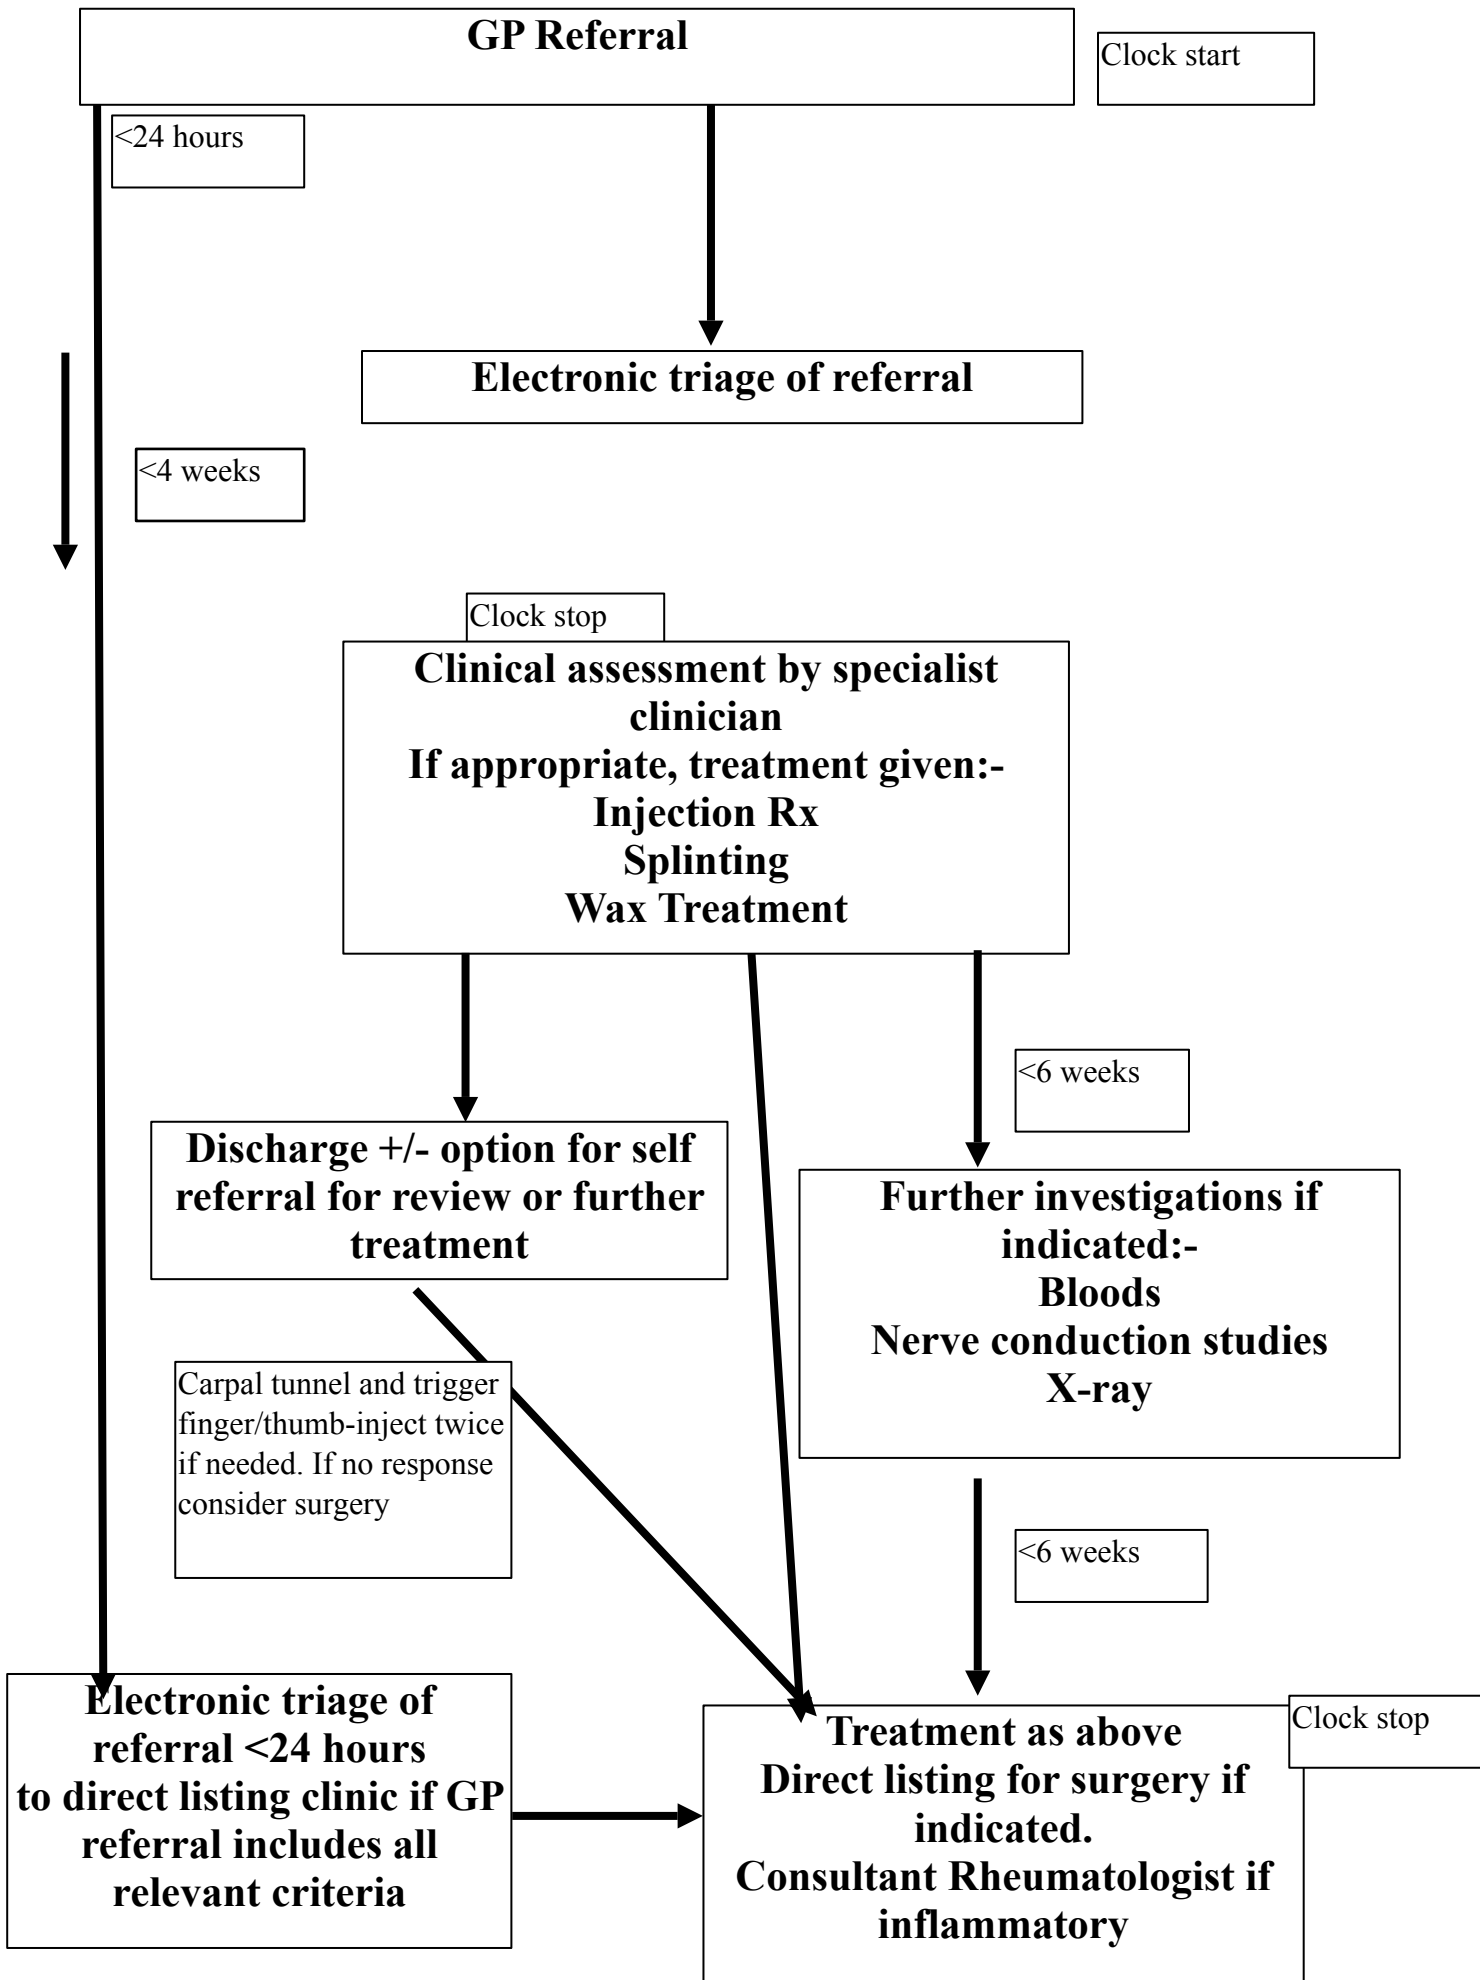 GP Referral
Clock start
<24 hours
Electronic triage of referral
<4 weeks
Clock stop
Clinical assessment by specialist
clinician
If appropriate, treatment given:-
Injection Rx
Splinting
Wax Treatment
<6 weeks
Discharge +/- option for self
referral for review or further
treatment
Further investigations if
indicated:-
Bloods
Nerve conduction studies
X-ray
Carpal tunnel and trigger
finger/thumb-inject twice
if needed. If no response
consider surgery
<6 weeks
Electronic triage of
referral <24 hours
to direct listing clinic if GP
referral includes all
relevant criteria
Clock stop
Treatment as above
Direct listing for surgery if
indicated.
Consultant Rheumatologist if
inflammatory